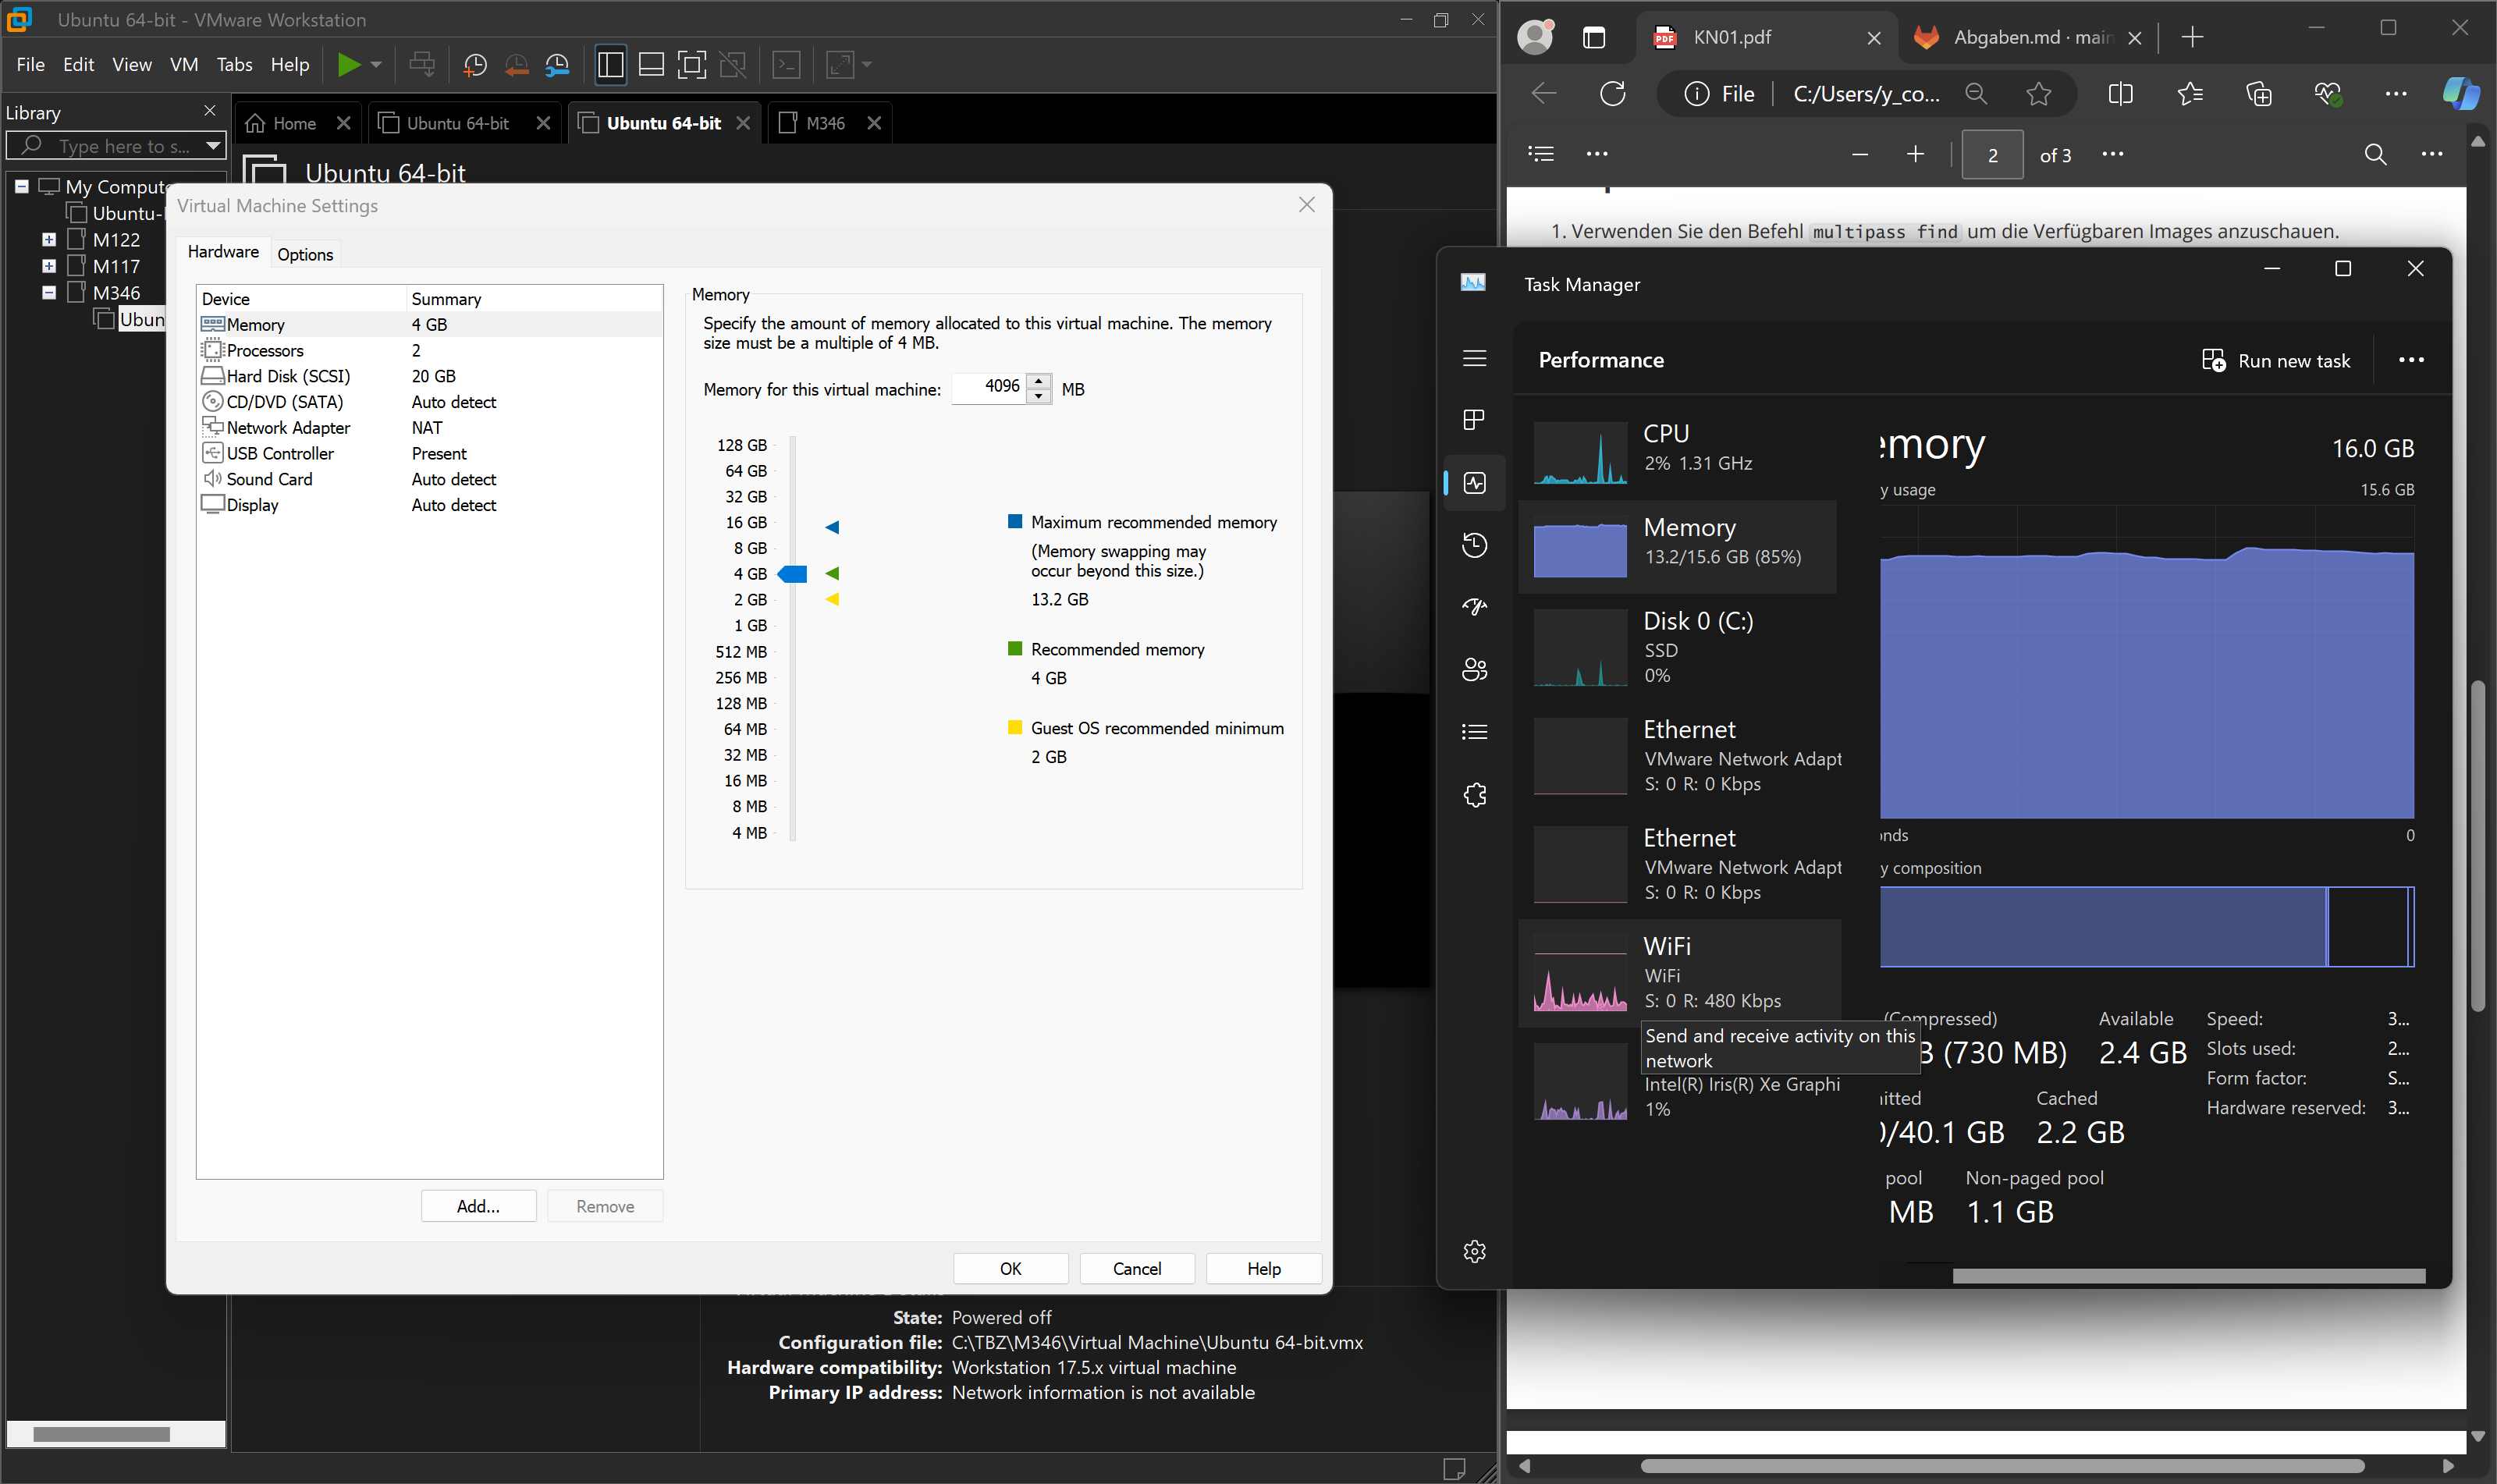 Ubuntu 64-bit - VMware Workstation
File Edit View VM Tabs Help
Library
Type here to s...
My Compute
Ubuntu-
M122
M117
M346
Ubun
Home
Ubuntu 64-bit
Ubuntu 64-bit
M346
Ubuntu 64-bit
Virtual Machine Settings
Hardware Options
Device Summary
Memory 4 GB
Processors 2
Hard Disk (SCSI) 20 GB
CD/DVD (SATA) Auto detect
Network Adapter NAT
USB Controller Present
Sound Card Auto detect
Display Auto detect
Add... Remove
Memory
Specify the amount of memory allocated to this virtual machine. The memory
size must be a multiple of 4 MB.
Memory for this virtual machine: 4096 MB
128 GB
64 GB
32 GB
16 GB
8 GB
4 GB
2 GB
1 GB
512 MB
256 MB
128 MB
64 MB
32 MB
16 MB
8 MB
4 MB
Maximum recommended memory
(Memory swapping may
occur beyond this size.)
13.2 GB
Recommended memory
4 GB
Guest OS recommended minimum
2 GB
OK Cancel Help
State: Powered off
Configuration file: C:\TBZ\M346\Virtual Machine\Ubuntu 64-bit.vmx
Hardware compatibility: Workstation 17.5.x virtual machine
Primary IP address: Network information is not available
PDF KN01.pdf
Abgaben.md · main
File C:/Users/y_co...
2 of 3
1. Verwenden Sie den Befehl multipass find um die Verfügbaren Images anzuschauen.
Task Manager
Performance
Run new task
CPU
2% 1.31 GHz
Memory
13.2/15.6 GB (85%)
Disk 0 (C:)
SSD
0%
Ethernet
VMware Network Adapt
S: 0 R: 0 Kbps
Ethernet
VMware Network Adapt
S: 0 R: 0 Kbps
WiFi
WiFi
S: 0 R: 480 Kbps
Send and receive activity on this
network
Intel(R) Iris(R) Xe Graphi
1%
emory 16.0 GB
y usage 15.6 GB
onds 0
y composition
(Compressed) Available
B (730 MB) 2.4 GB
itted Cached
0/40.1 GB 2.2 GB
pool Non-paged pool
MB 1.1 GB
Speed: 3...
Slots used: 2...
Form factor: S...
Hardware reserved: 3...